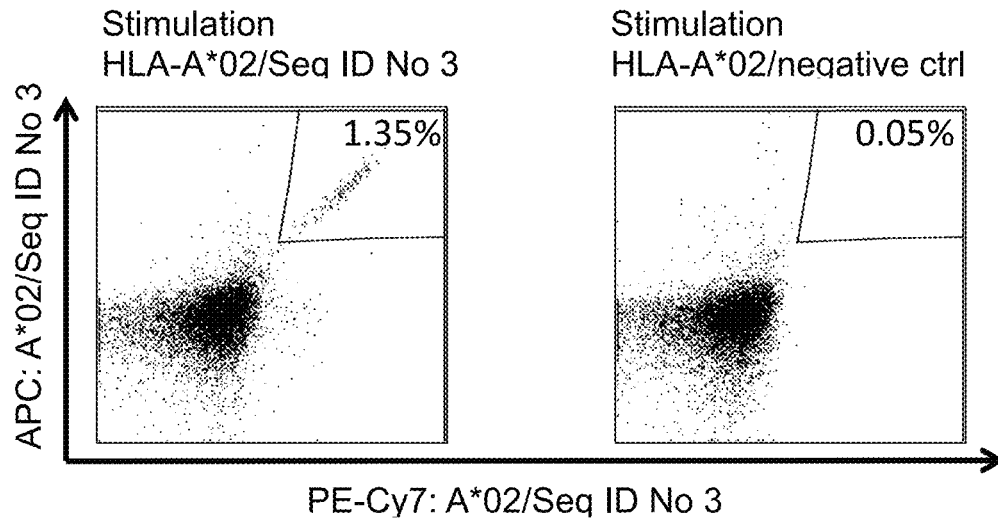 Stimulation
HLA-A*02/Seq ID No 3
Stimulation
HLA-A*02/negative ctrl
1.35%
0.05%
APC: A*02/Seq ID No 3
PE-Cy7: A*02/Seq ID No 3